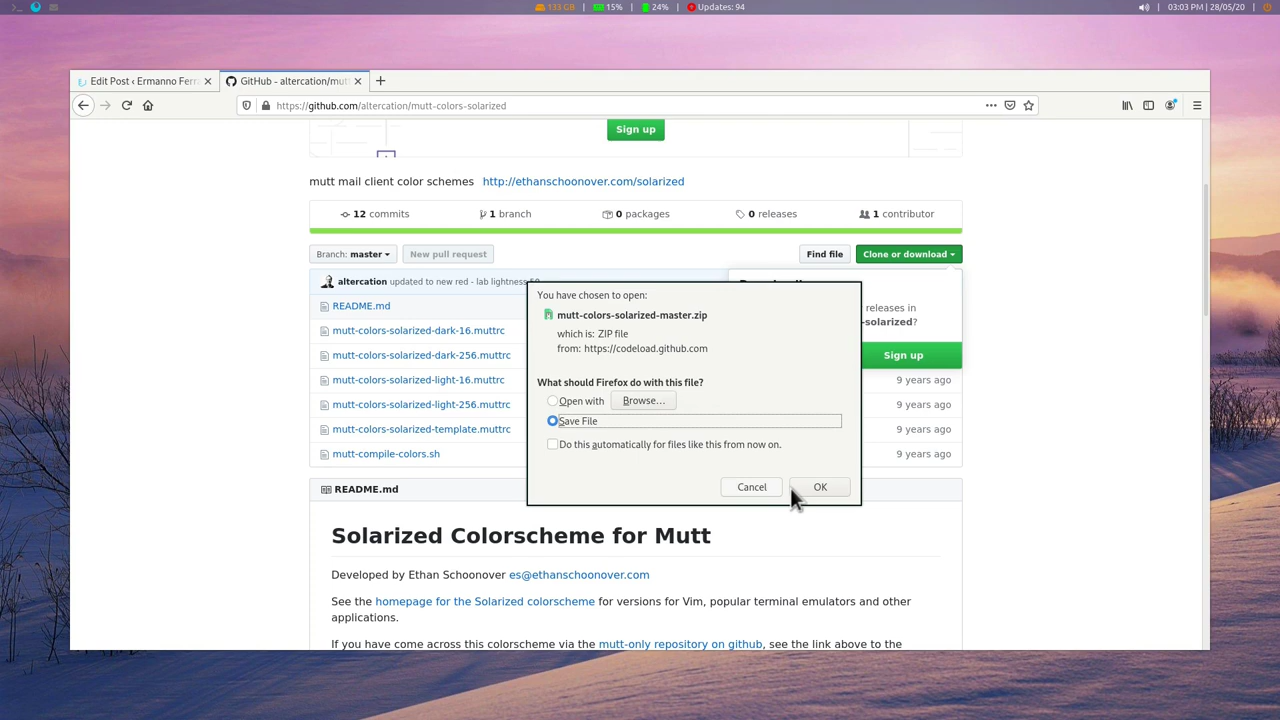 133 GB | 15% | 24% | Updates: 94
| 03:03 PM | 28/05/20 |
Edit Post ‹ Ermanno Ferra
GitHub - altercation/mutt
https://github.com/altercation/mutt-colors-solarized
Sign up
mutt mail client color schemes http://ethanschoonover.com/solarized
12 commits
1 branch
0 packages
0 releases
1 contributor
Branch: master
New pull request
Find file
Clone or download
altercation updated to new red - lab lightness 50
releases in
-solarized?
Sign up
README.md
mutt-colors-solarized-dark-16.muttrc
mutt-colors-solarized-dark-256.muttrc
mutt-colors-solarized-light-16.muttrc 9 years ago
mutt-colors-solarized-light-256.muttrc 9 years ago
mutt-colors-solarized-template.muttrc 9 years ago
mutt-compile-colors.sh 9 years ago
You have chosen to open:
mutt-colors-solarized-master.zip
which is: ZIP file
from: https://codeload.github.com
What should Firefox do with this file?
Open with Browse...
Save File
Do this automatically for files like this from now on.
Cancel OK
README.md
Solarized Colorscheme for Mutt
Developed by Ethan Schoonover es@ethanschoonover.com
See the homepage for the Solarized colorscheme for versions for Vim, popular terminal emulators and other
applications.
If you have come across this colorscheme via the mutt-only repository on github, see the link above to the